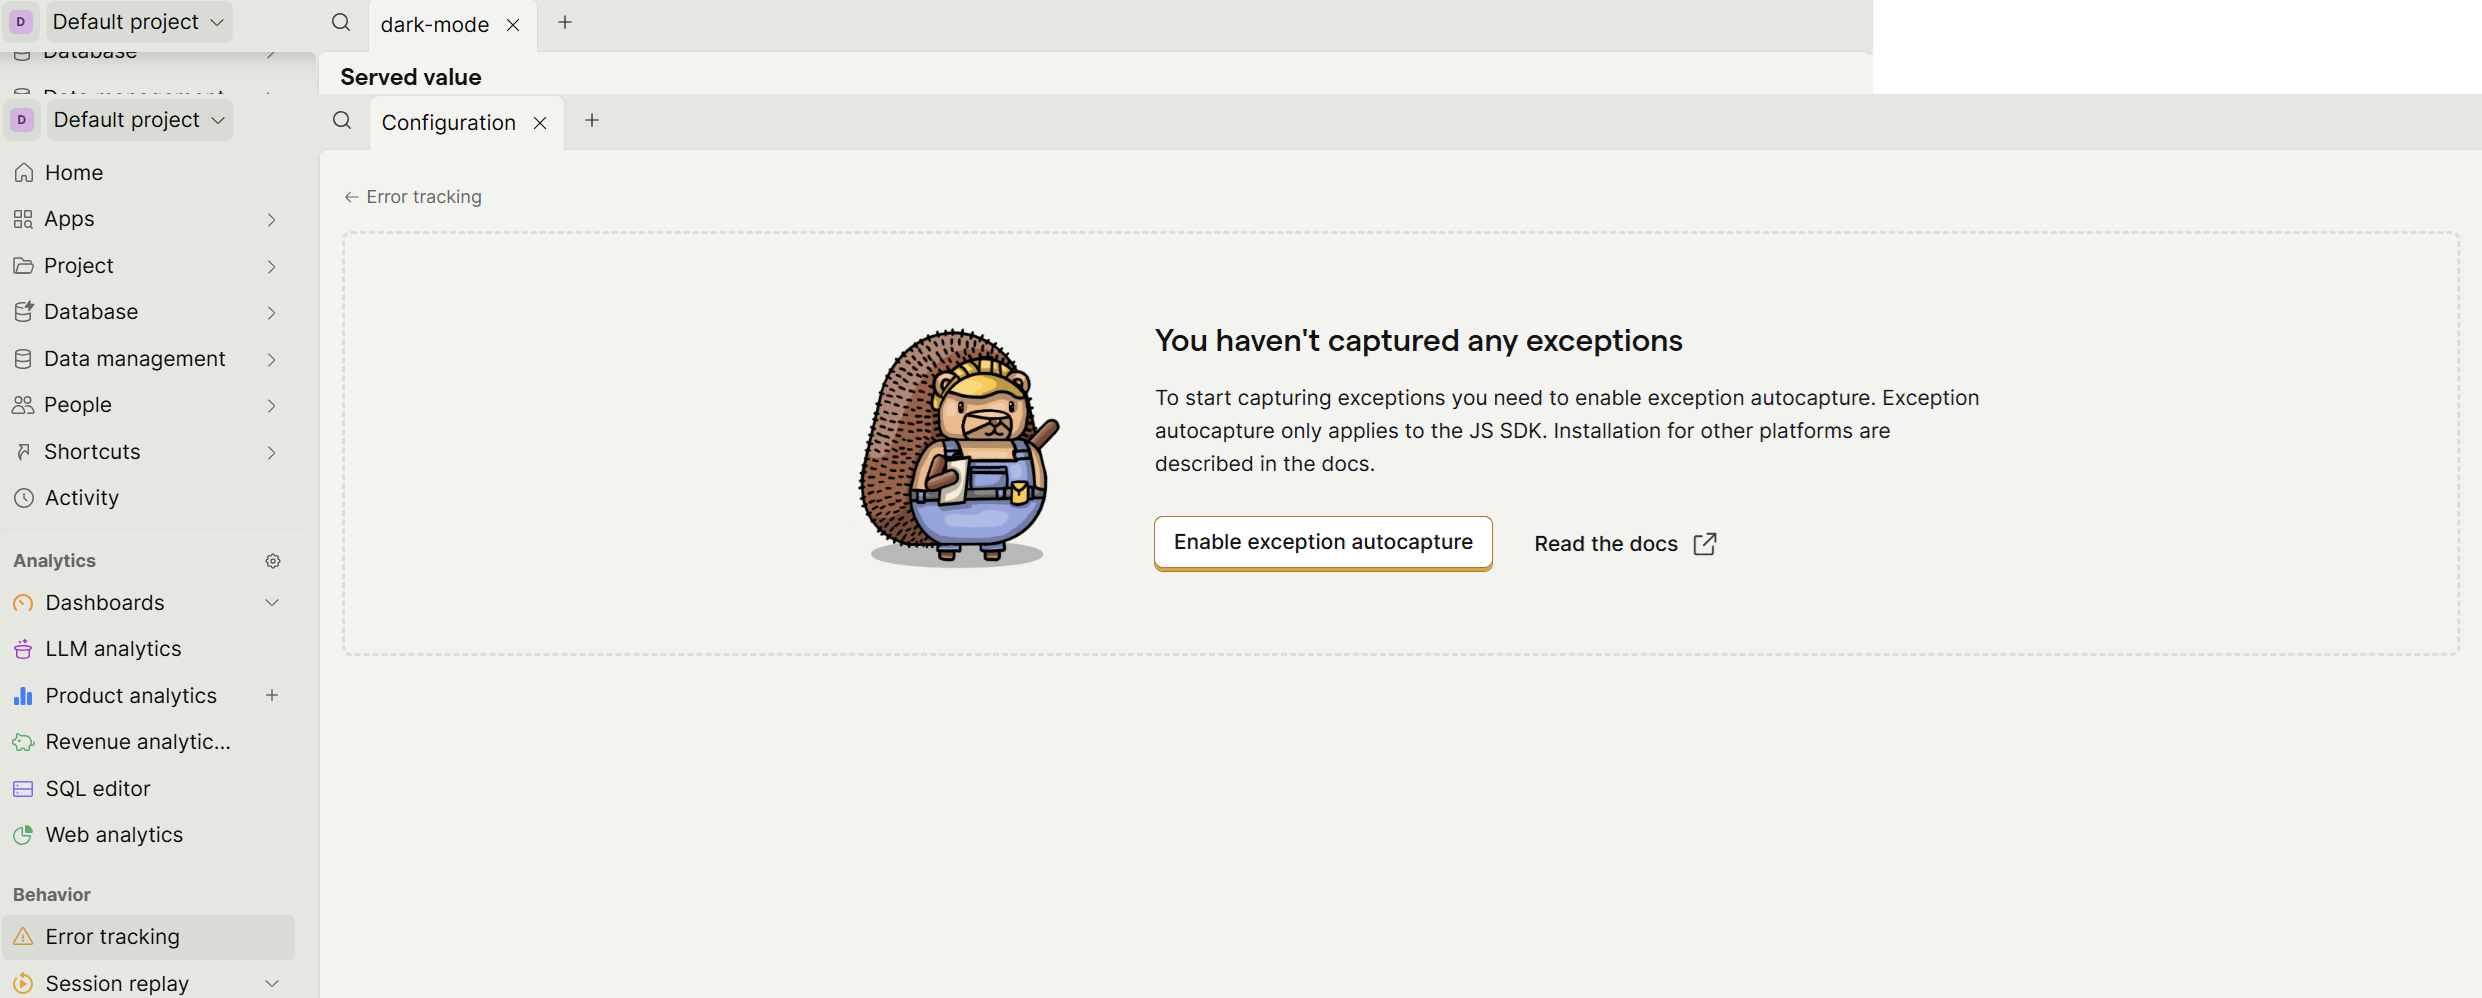 D Default project
dark-mode
Database
Served value
Data management
D Default project
Configuration
Home
Apps
Project
Database
Data management
People
Shortcuts
Activity
Analytics
Dashboards
LLM analytics
Product analytics
Revenue analytic...
SQL editor
Web analytics
Behavior
Error tracking
Session replay
← Error tracking
You haven't captured any exceptions
To start capturing exceptions you need to enable exception autocapture. Exception
autocapture only applies to the JS SDK. Installation for other platforms are
described in the docs.
Enable exception autocapture
Read the docs